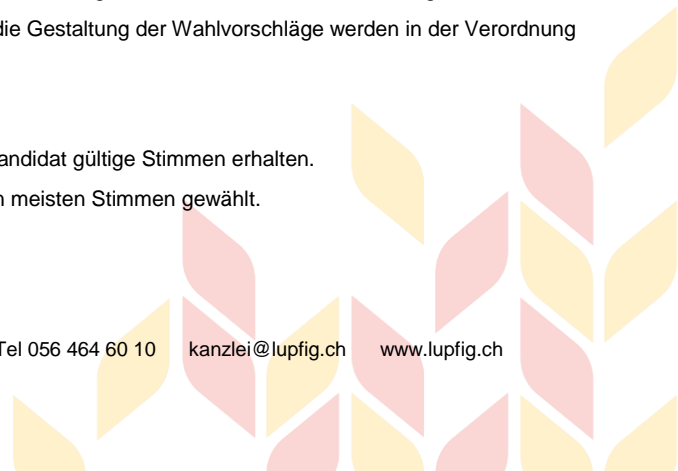 die Gestaltung der Wahlvorschläge werden in der Verordnung
andidat gültige Stimmen erhalten.
n meisten Stimmen gewählt.
Tel 056 464 60 10 kanzlei@lupfig.ch www.lupfig.ch